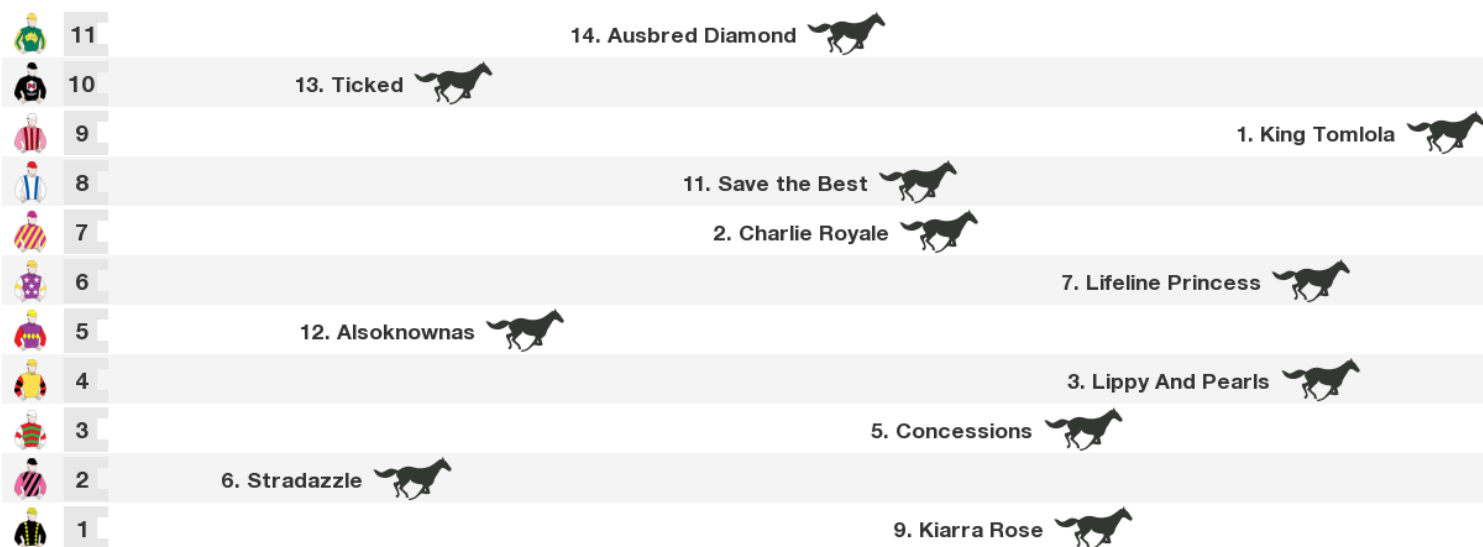 11 14. Ausbred Diamond
10 13. Ticked
9 1. King Tomlola
8 11. Save the Best
7 2. Charlie Royale
6 7. Lifeline Princess
5 12. Alsoknownas
4 3. Lippy And Pearls
3 5. Concessions
2 6. Stradazzle
1 9. Kiarra Rose